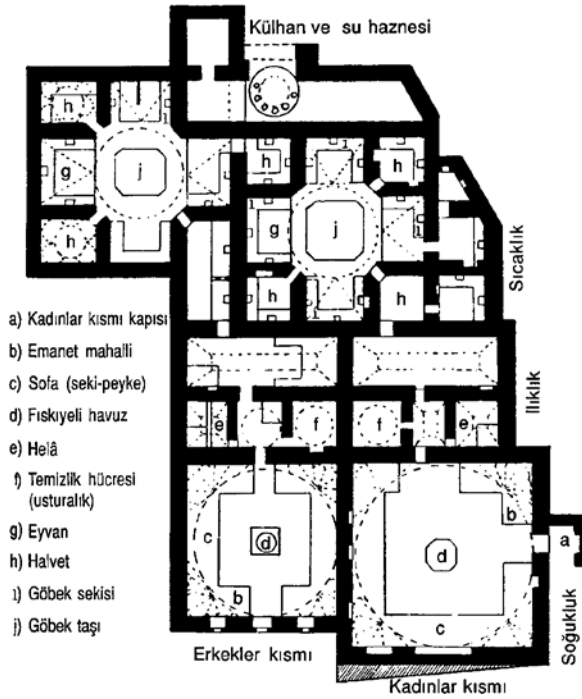 Külhan ve su haznesi
h
ı
g
j
h
h
h
ı
g
j
ı
h
h
ı
Sıcaklık
a) Kadınlar kısmı kapısı
b) Emanet mahalli
c) Sofa (seki-peyke)
d) Fıskıyeli havuz
e) Helâ
f) Temizlik hücresi
(usturalık)
g) Eyvan
h) Halvet
ı) Göbek sekisi
j) Göbek taşı
Ilıklık
e
f
f
e
c
d
b
b
d
c
a
Soğukluk
Erkekler kısmı
Kadınlar kısmı